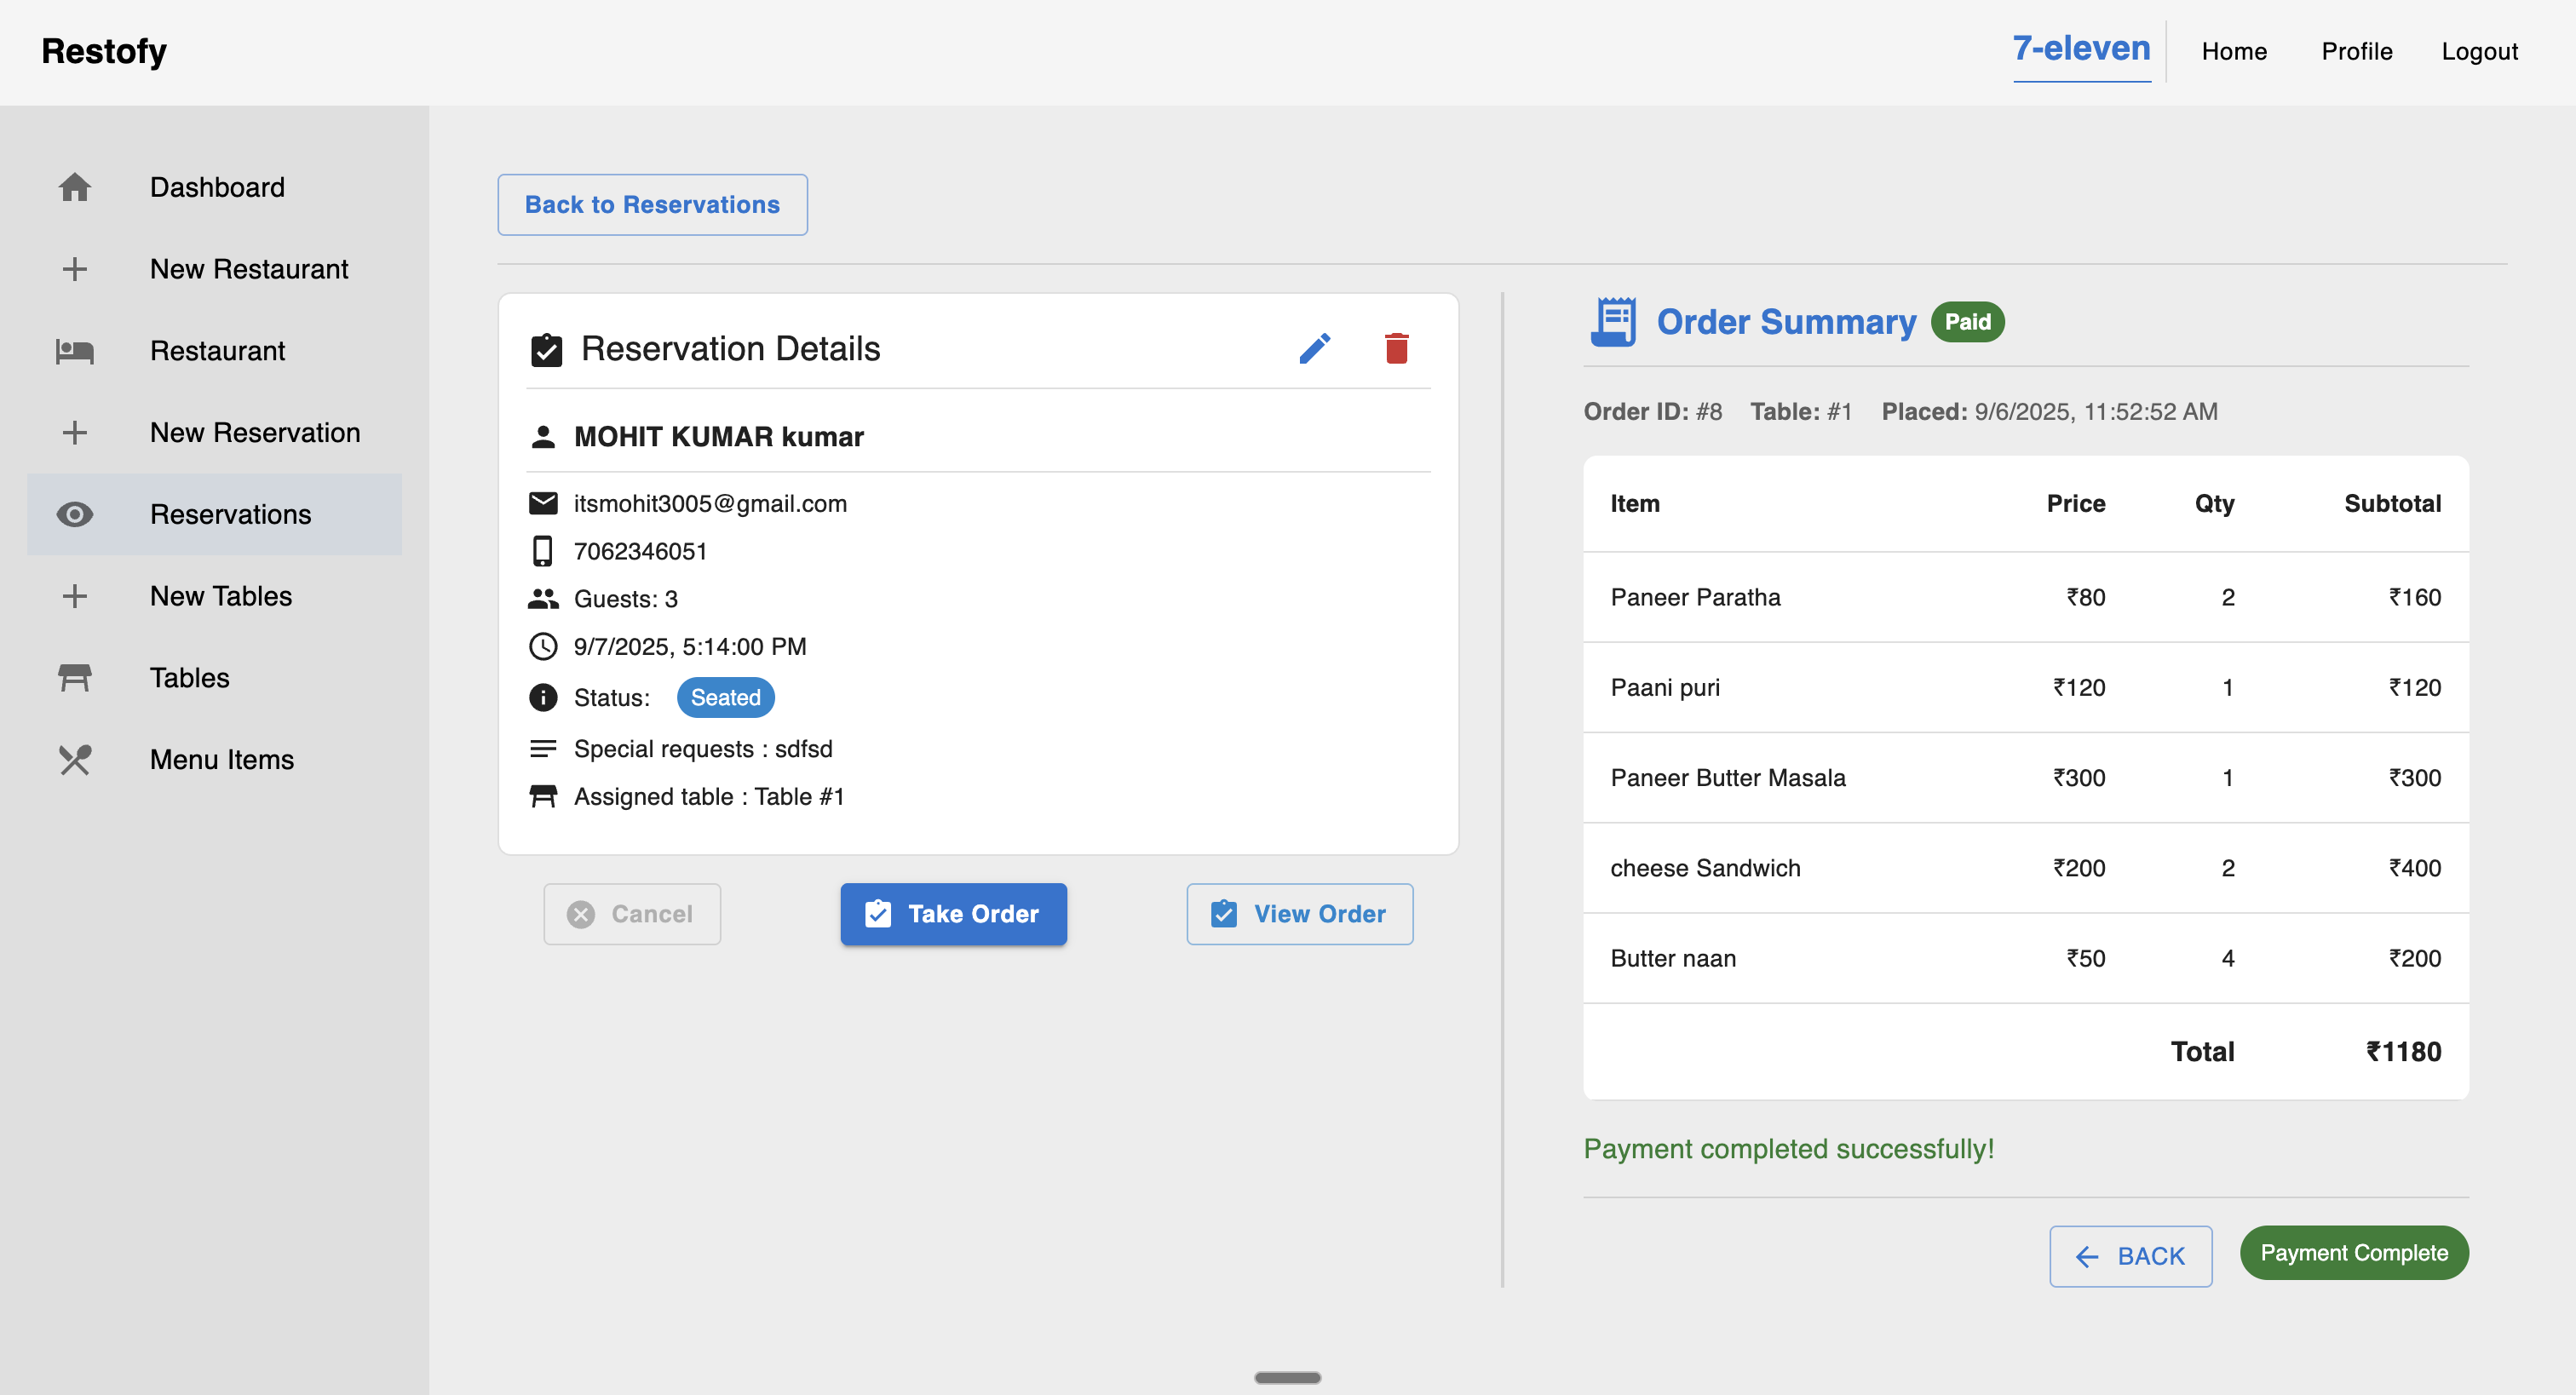 Restofy
7-eleven Home Profile Logout
Dashboard
New Restaurant
Restaurant
New Reservation
Reservations
New Tables
Tables
Menu Items
Back to Reservations
Reservation Details
MOHIT KUMAR kumar
itsmohit3005@gmail.com
7062346051
Guests: 3
9/7/2025, 5:14:00 PM
Status: Seated
Special requests : sdfsd
Assigned table : Table #1
Cancel Take Order View Order
Order Summary Paid
Order ID: #8 Table: #1 Placed: 9/6/2025, 11:52:52 AM
Item Price Qty Subtotal
Paneer Paratha ₹80 2 ₹160
Paani puri ₹120 1 ₹120
Paneer Butter Masala ₹300 1 ₹300
cheese Sandwich ₹200 2 ₹400
Butter naan ₹50 4 ₹200
Total ₹1180
Payment completed successfully!
BACK Payment Complete